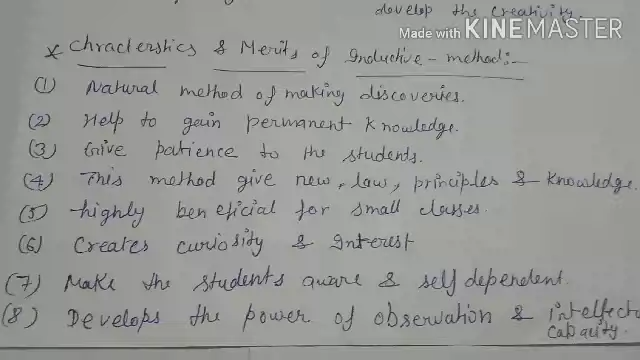 develop the creativity
Made with KINEMASTER
* Chracterstics & Merits of Inductive - method:-
(1) Natural method of making discoveries.
(2) Help to gain permanent knowledge.
(3) Give patience to the students.
(4) This method give new, law, principles & knowledge.
(5) highly beneficial for small classes.
(6) Creates curiosity & Interest
(7) Make the students aware & self dependent.
(8) Develops the power of observation & intellectu
capacity.